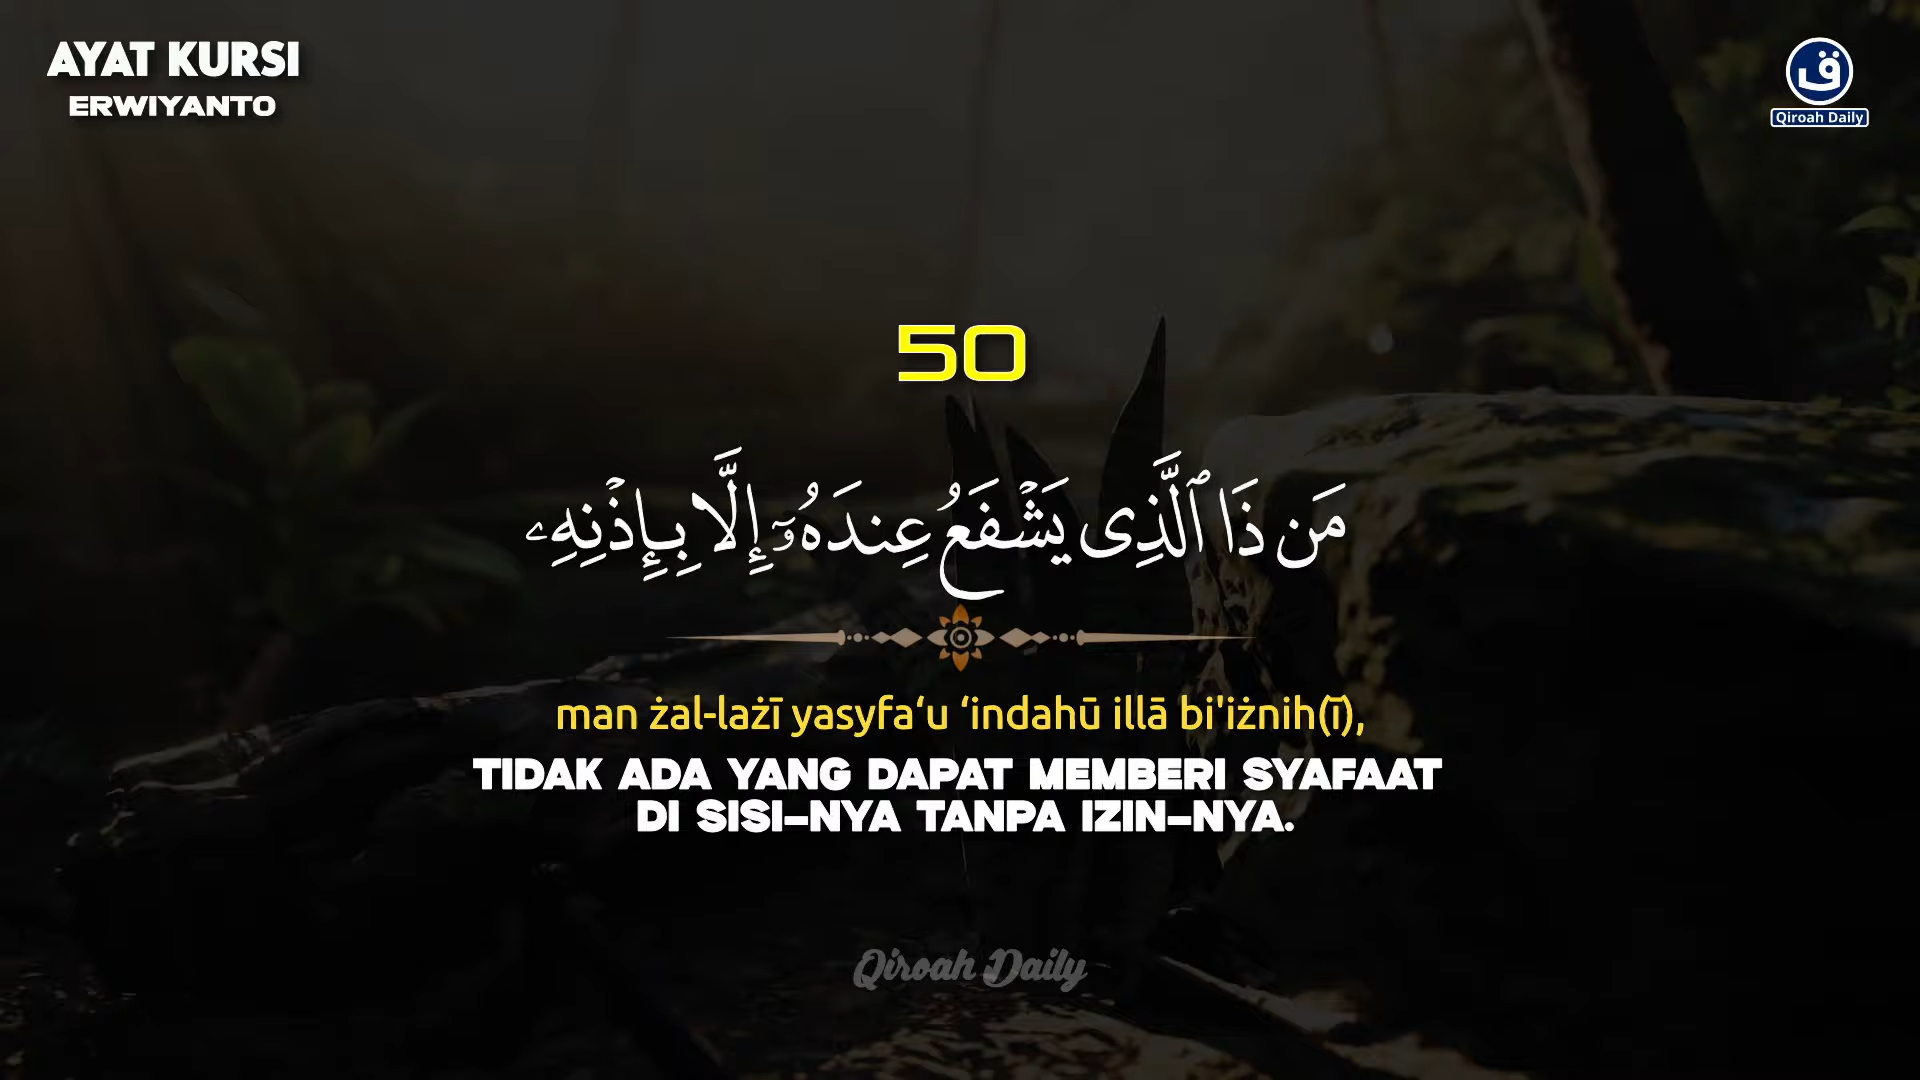 AYAT KURSI
ERWIYANTO
ق
Qiroah Daily
50
مَن ذَا ٱلَّذِى يَشْفَعُ عِندَهُۥٓ إِلَّا بِإِذْنِهِۦ
man żal-lażī yasyfa‘u ‘indahū illā bi'iżnih(ī),
TIDAK ADA YANG DAPAT MEMBERI SYAFAAT
DI SISI-NYA TANPA IZIN-NYA.
Qiroah Daily